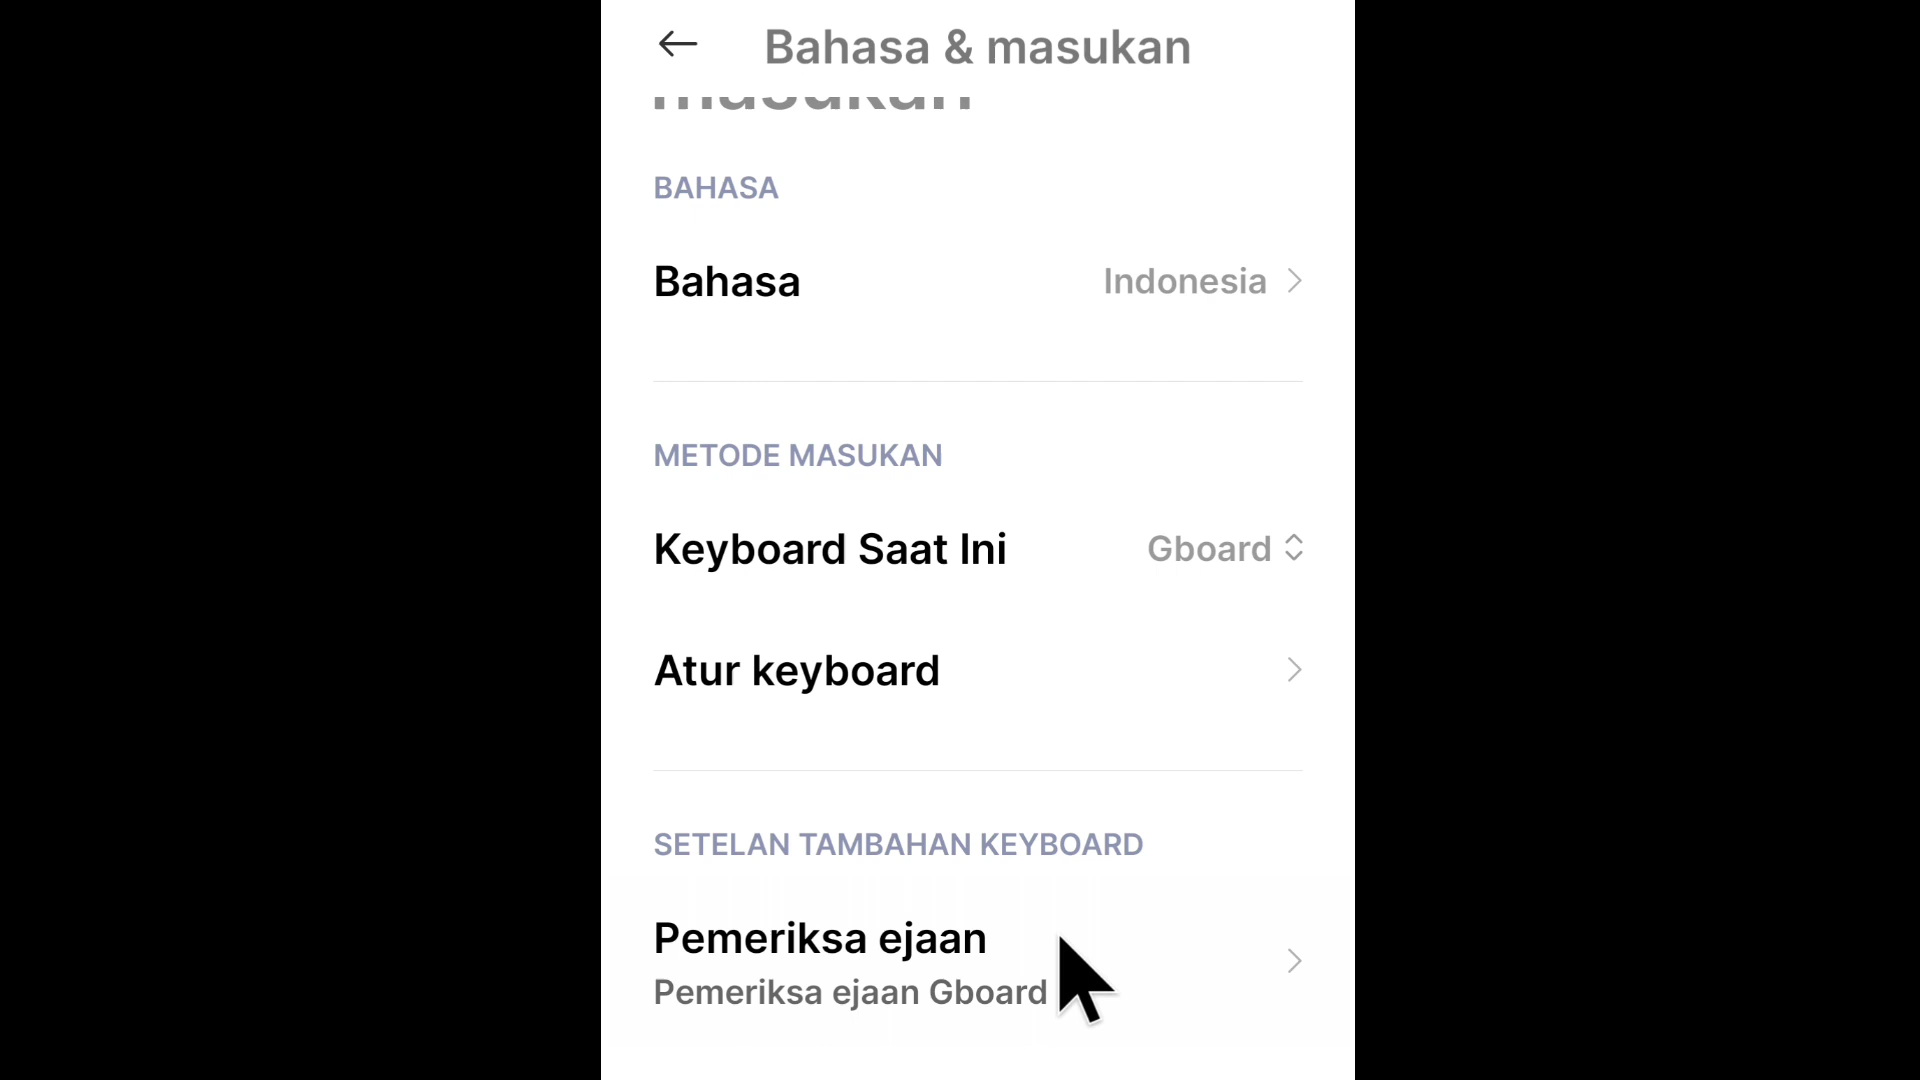 Bahasa & masukan
masukan
BAHASA
Bahasa
Indonesia
METODE MASUKAN
Keyboard Saat Ini
Gboard
Atur keyboard
SETELAN TAMBAHAN KEYBOARD
Pemeriksa ejaan
Pemeriksa ejaan Gboard